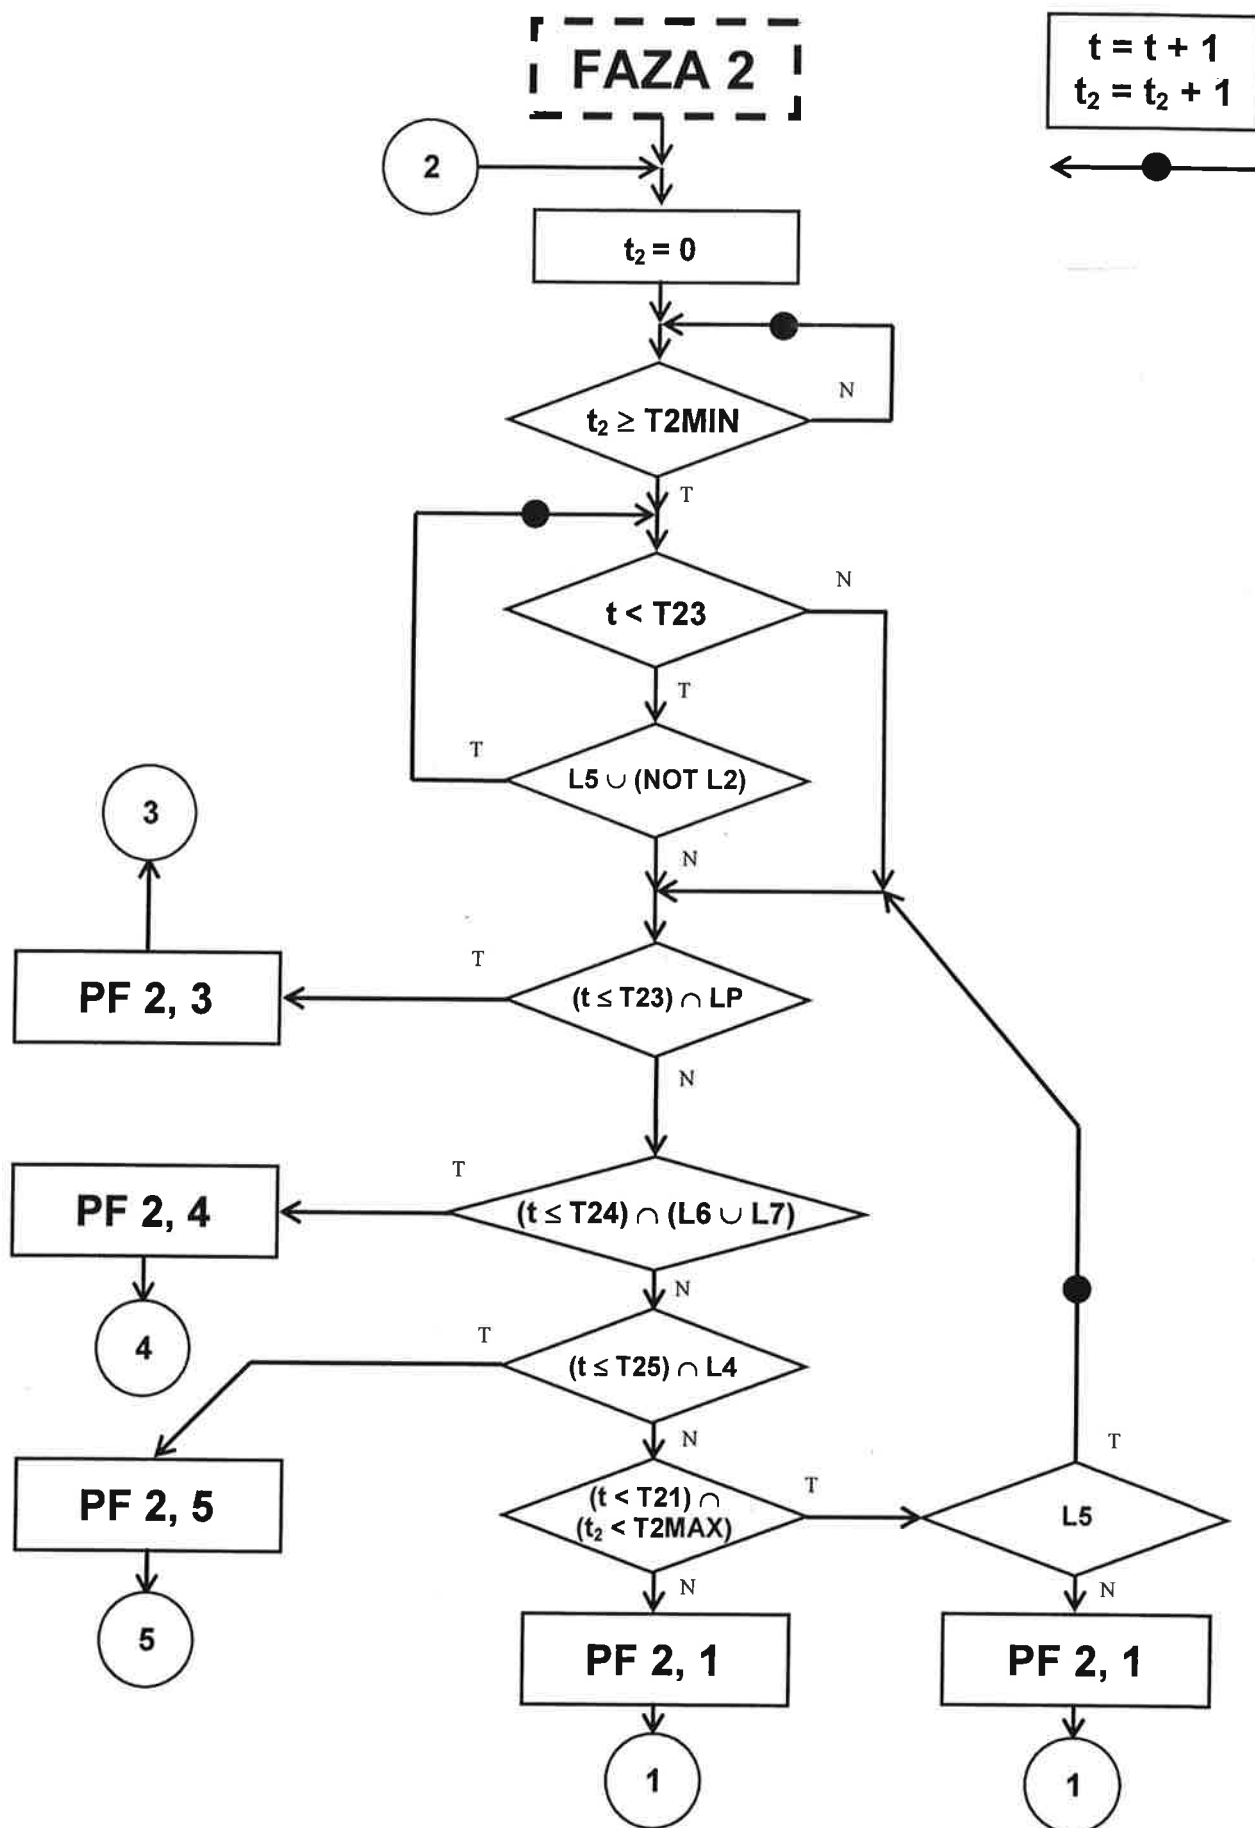 FAZA 2
t = t + 1
t₂ = t₂ + 1
2
t₂ = 0
t₂ ≥ T2MIN
N
T
t < T23
N
T
L5 ∪ (NOT L2)
T
N
3
PF 2, 3
T
(t ≤ T23) ∩ LP
N
PF 2, 4
T
(t ≤ T24) ∩ (L6 ∪ L7)
N
4
T
(t ≤ T25) ∩ L4
N
PF 2, 5
(t < T21) ∩
(t₂ < T2MAX)
T
N
L5
T
N
5
PF 2, 1
PF 2, 1
1
1